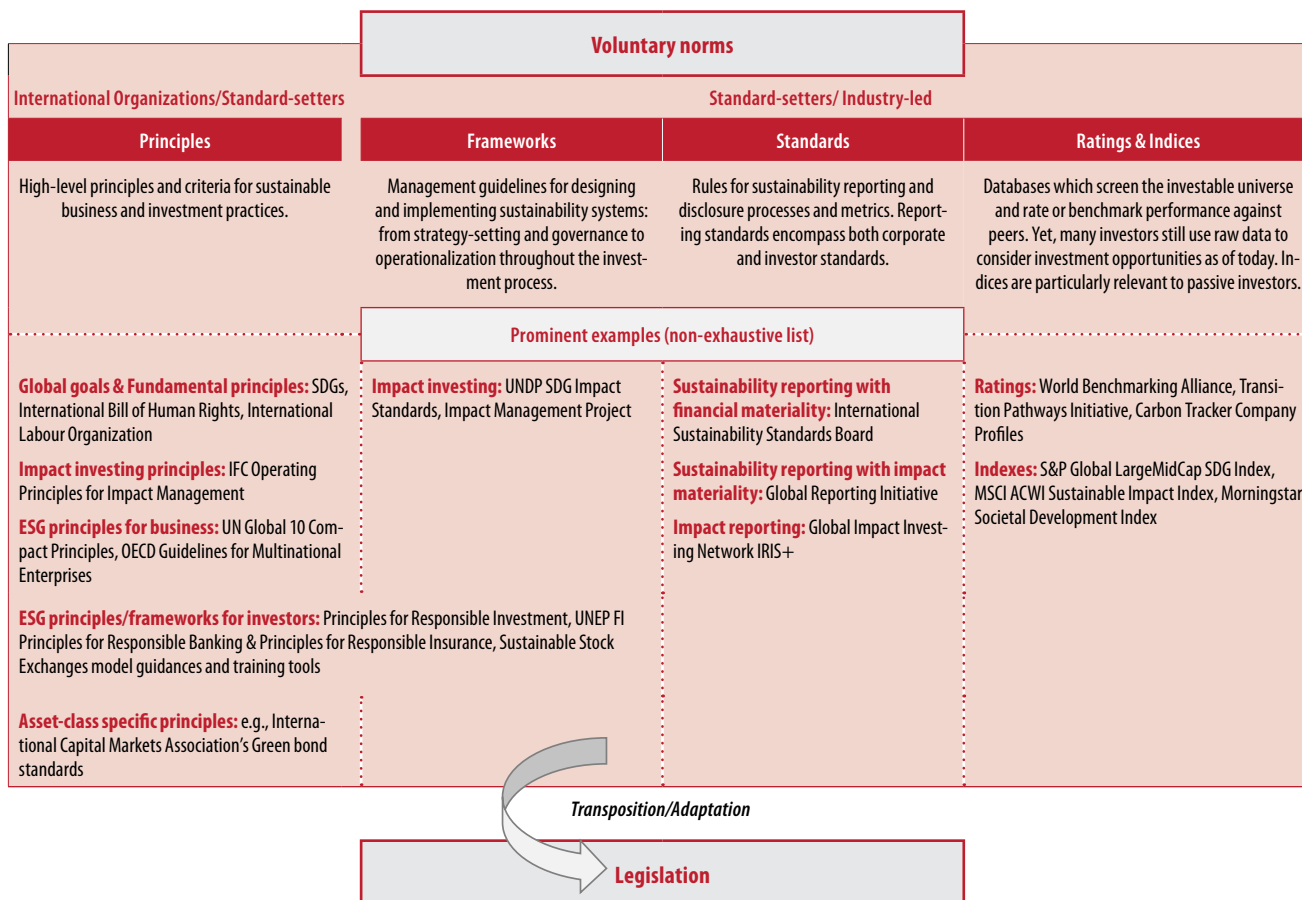 Voluntary norms
International Organizations/Standard-setters
Standard-setters/ Industry-led
Principles
Frameworks
Standards
Ratings & Indices
High-level principles and criteria for sustainable
business and investment practices.
Management guidelines for designing
and implementing sustainability systems:
from strategy-setting and governance to
operationalization throughout the invest-
ment process.
Rules for sustainability reporting and
disclosure processes and metrics. Report-
ing standards encompass both corporate
and investor standards.
Databases which screen the investable universe
and rate or benchmark performance against
peers. Yet, many investors still use raw data to
consider investment opportunities as of today. In-
dices are particularly relevant to passive investors.
Prominent examples (non-exhaustive list)
Global goals & Fundamental principles: SDGs,
International Bill of Human Rights, International
Labour Organization
Impact investing principles: IFC Operating
Principles for Impact Management
ESG principles for business: UN Global 10 Com-
pact Principles, OECD Guidelines for Multinational
Enterprises
Impact investing: UNDP SDG Impact
Standards, Impact Management Project
Sustainability reporting with
financial materiality: International
Sustainability Standards Board
Sustainability reporting with impact
materiality: Global Reporting Initiative
Impact reporting: Global Impact Invest-
ing Network IRIS+
Ratings: World Benchmarking Alliance, Transi-
tion Pathways Initiative, Carbon Tracker Company
Profiles
Indexes: S&P Global LargeMidCap SDG Index,
MSCI ACWI Sustainable Impact Index, Morningstar
Societal Development Index
ESG principles/frameworks for investors: Principles for Responsible Investment, UNEP FI
Principles for Responsible Banking & Principles for Responsible Insurance, Sustainable Stock
Exchanges model guidances and training tools
Asset-class specific principles: e.g., Interna-
tional Capital Markets Association’s Green bond
standards
Transposition/Adaptation
Legislation